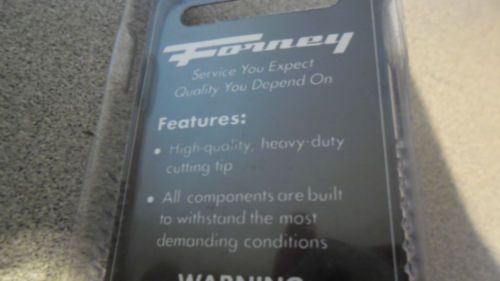 Forney
Service You Expect
Quality You Depend On
Features:
• High-quality, heavy-duty
cutting tip
• All components are built
to withstand the most
demanding conditions
WARNING